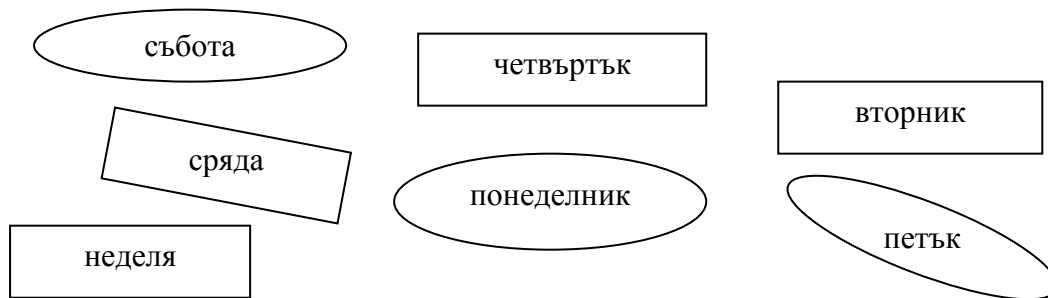 събота
четвъртък
вторник
сряда
понеделник
петък
неделя